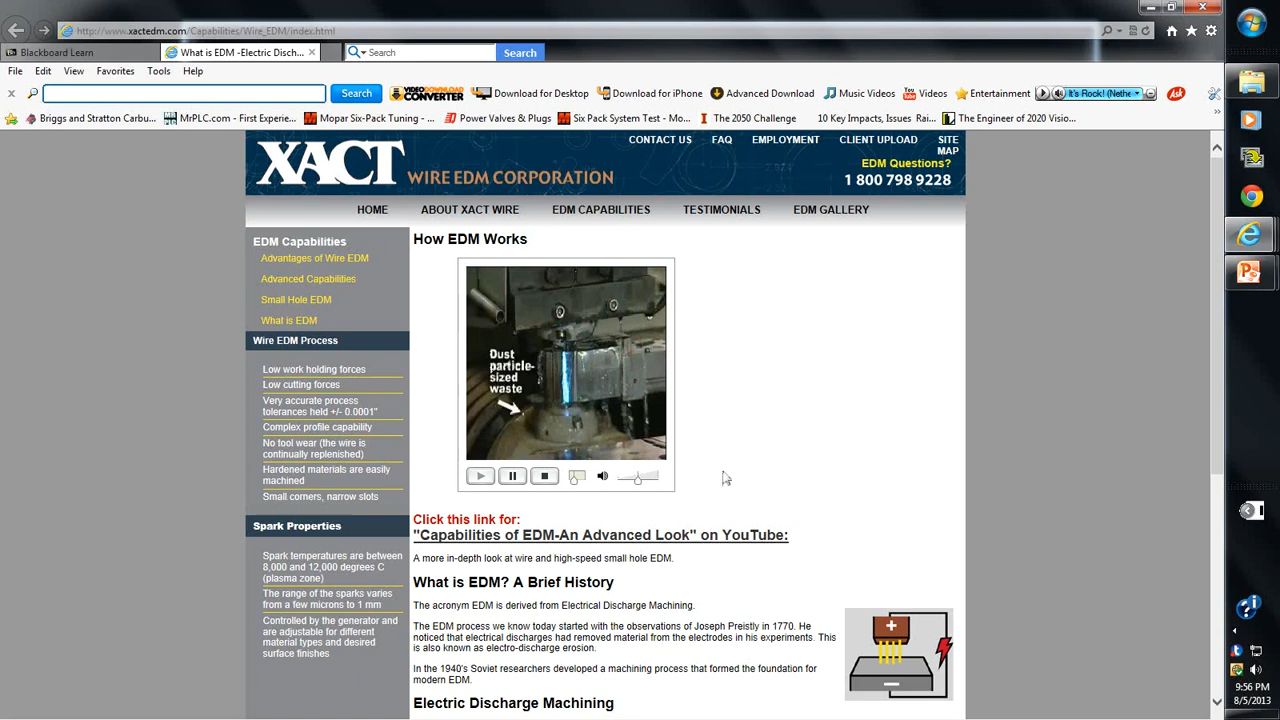 http://www.xactedm.com/Capabilities/Wire_EDM/index.html
Blackboard Learn
What is EDM -Electric Disch...
Search
Search
File Edit View Favorites Tools Help
Search
VIDEO DOWNLOAD CONVERTER
Download for Desktop
Download for iPhone
Advanced Download
Music Videos
You Tube Videos
Entertainment
It's Rock! (Nethe
Ask
Briggs and Stratton Carbu...
MrPLC.com - First Experie...
Mopar Six-Pack Tuning - ...
Power Valves & Plugs
Six Pack System Test - Mo...
The 2050 Challenge
10 Key Impacts, Issues Rai...
The Engineer of 2020 Visio...
CONTACT US FAQ EMPLOYMENT CLIENT UPLOAD SITE MAP
XACT WIRE EDM CORPORATION
EDM Questions?
1 800 798 9228
HOME ABOUT XACT WIRE EDM CAPABILITIES TESTIMONIALS EDM GALLERY
EDM Capabilities
Advantages of Wire EDM
Advanced Capabilities
Small Hole EDM
What is EDM
Wire EDM Process
Low work holding forces
Low cutting forces
Very accurate process
tolerances held +/- 0.0001"
Complex profile capability
No tool wear (the wire is
continually replenished)
Hardened materials are easily
machined
Small corners, narrow slots
Spark Properties
Spark temperatures are between
8,000 and 12,000 degrees C
(plasma zone)
The range of the sparks varies
from a few microns to 1 mm
Controlled by the generator and
are adjustable for different
material types and desired
surface finishes
How EDM Works
Dust
particle-
sized
waste
Click this link for:
"Capabilities of EDM-An Advanced Look" on YouTube:
A more in-depth look at wire and high-speed small hole EDM.
What is EDM? A Brief History
The acronym EDM is derived from Electrical Discharge Machining.
The EDM process we know today started with the observations of Joseph Preistly in 1770. He
noticed that electrical discharges had removed material from the electrodes in his experiments. This
is also known as electro-discharge erosion.
In the 1940's Soviet researchers developed a machining process that formed the foundation for
modern EDM.
Electric Discharge Machining
9:56 PM
8/5/2013